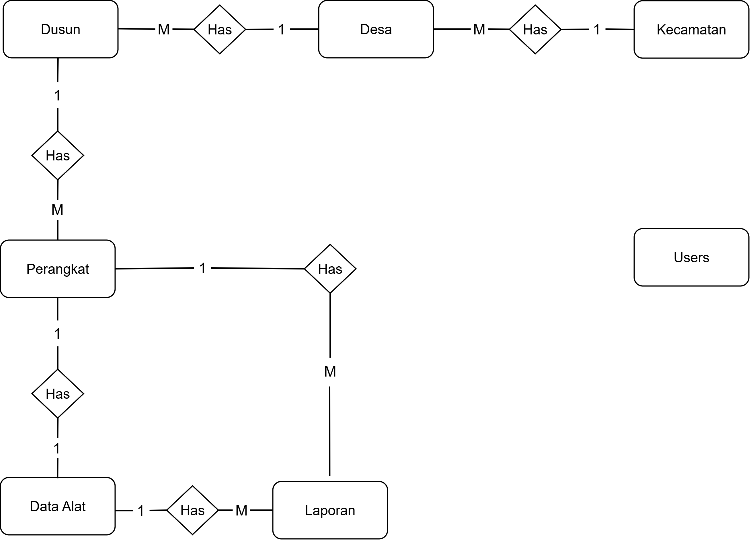 Dusun M Has 1 Desa M Has 1 Kecamatan
1
Has
M
Users
Perangkat 1 Has
1
M
Has
1
Data Alat 1 Has M Laporan